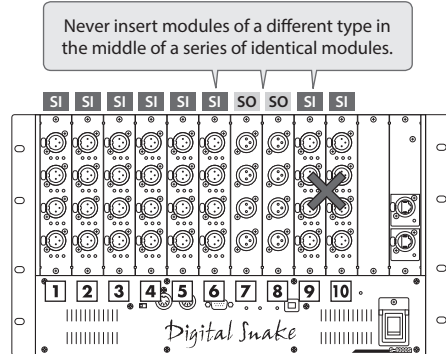 Never insert modules of a different type in
the middle of a series of identical modules.
SI SI SI SI SI SI SO SO SI SI
1 2 3 4 5 6 7 8 9 10
Digital Snake